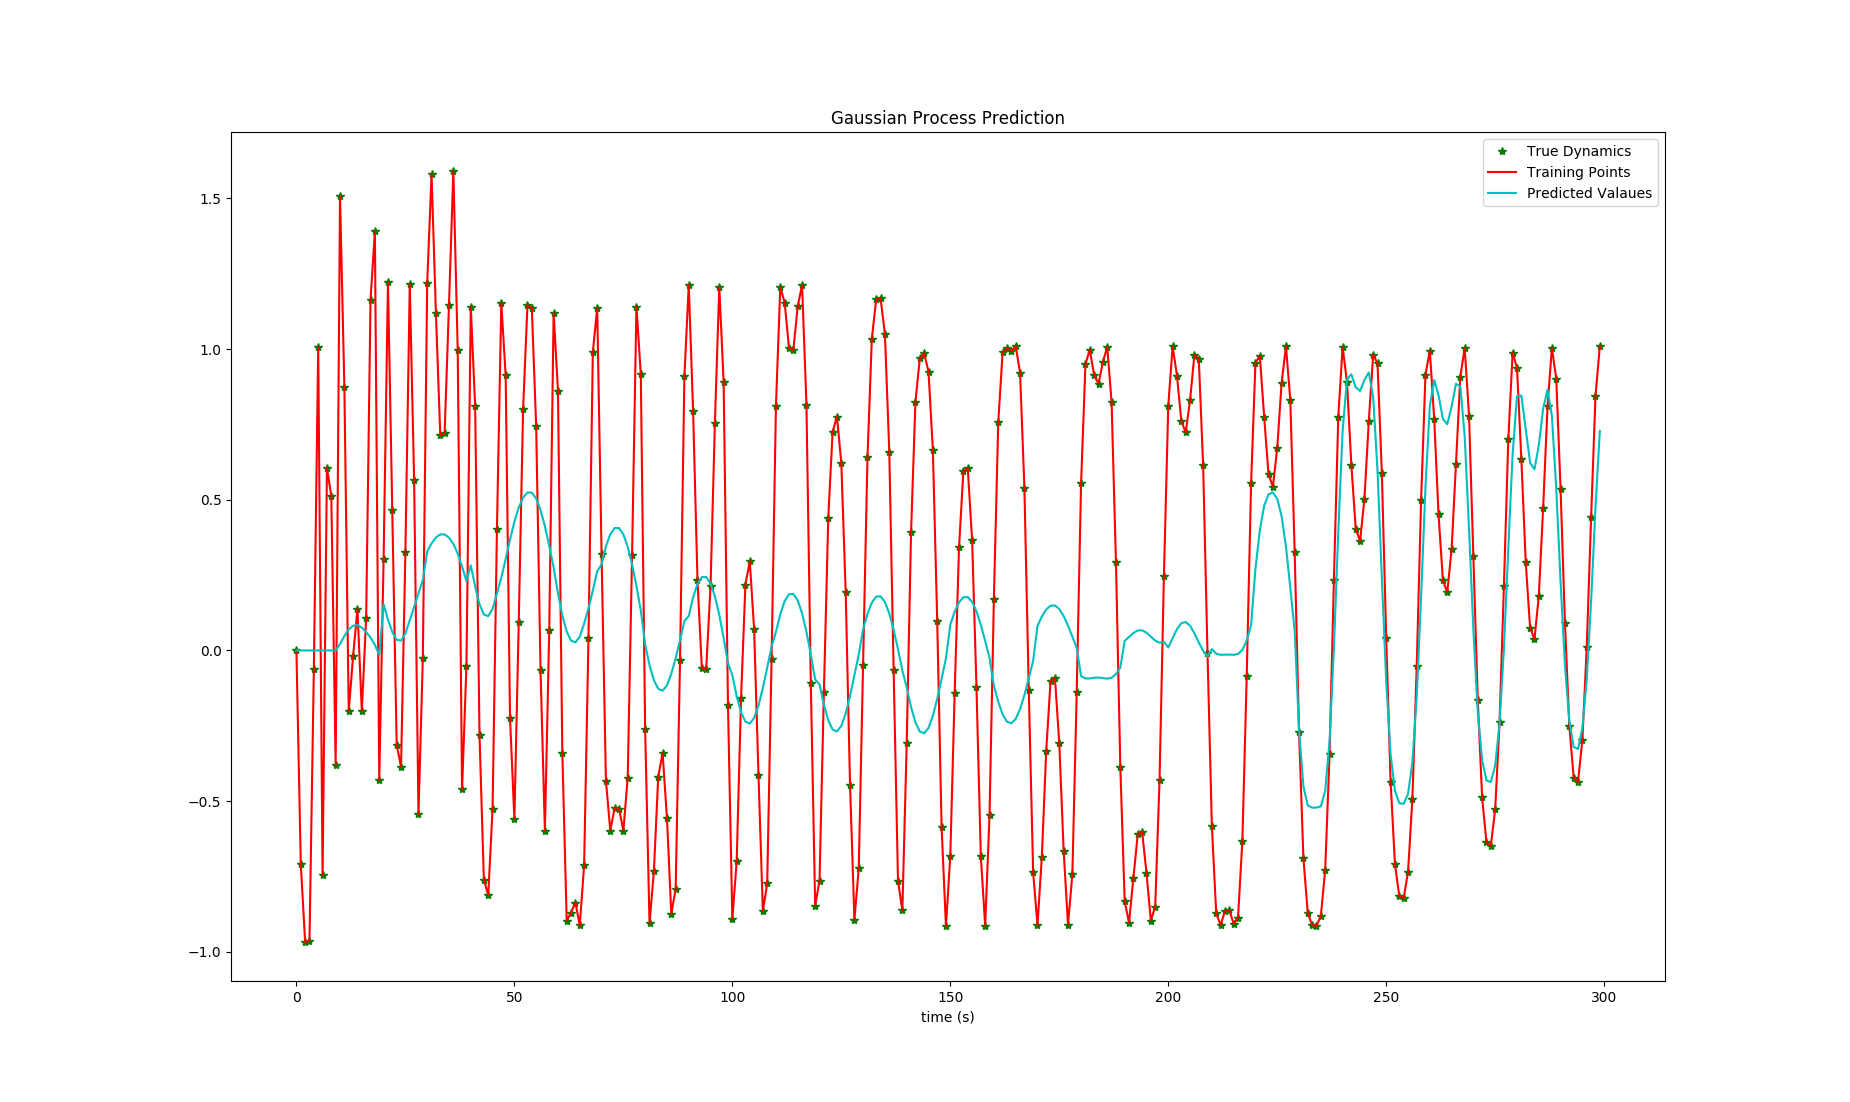 Gaussian Process Prediction
True Dynamics
Training Points
Predicted Valaues
1.5
1.0
0.5
0.0
−0.5
−1.0
0 50 100 150 200 250 300
time (s)